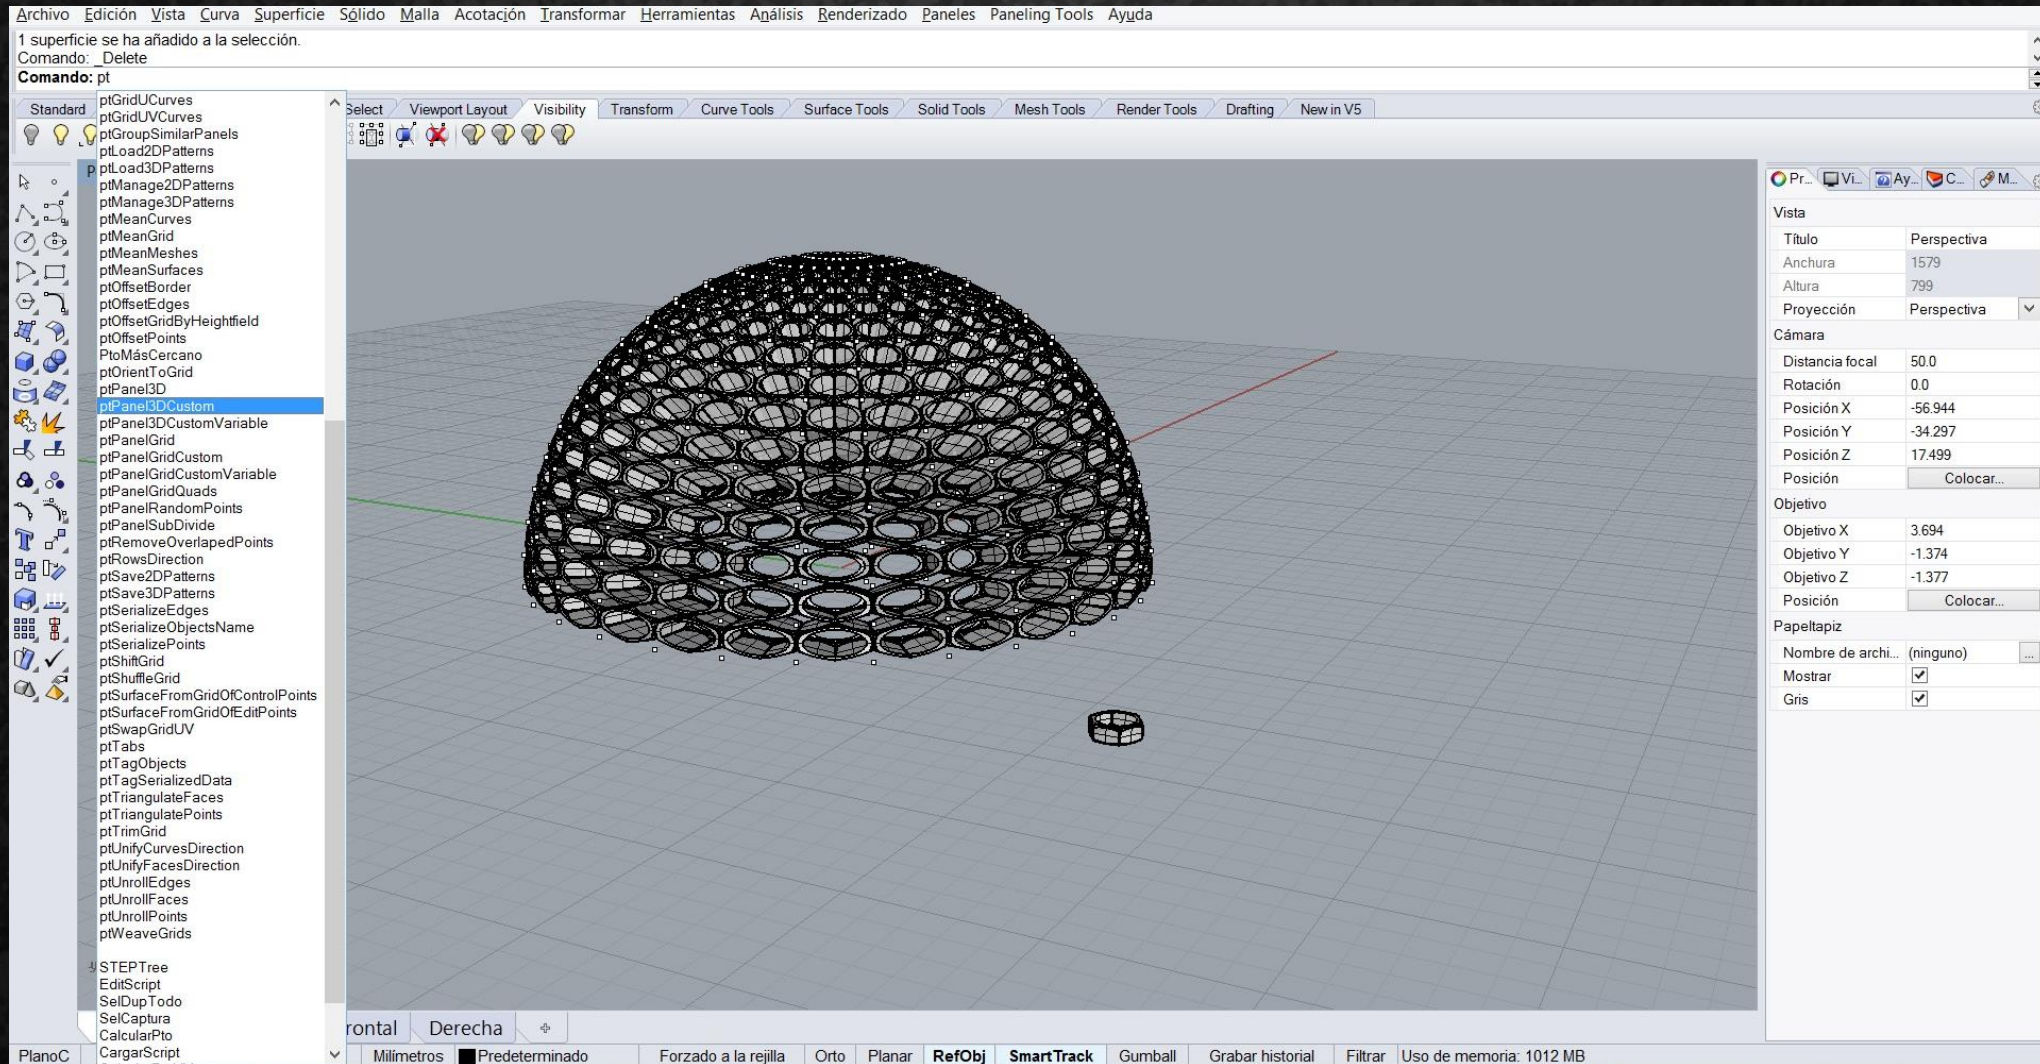 Archivo Edición Vista Curva Superficie Sólido Malla Acotación Transformar Herramientas Análisis Renderizado Paneles Paneling Tools Ayuda
1 superficie se ha añadido a la selección.
Comando: _Delete
Comando: pt
Standard
Select Viewport Layout Visibility Transform Curve Tools Surface Tools Solid Tools Mesh Tools Render Tools Drafting New in V5
ptGridUCurves
ptGridUVCurves
ptGroupSimilarPanels
ptLoad2DPatterns
ptLoad3DPatterns
ptManage2DPatterns
ptManage3DPatterns
ptMeanCurves
ptMeanGrid
ptMeanMeshes
ptMeanSurfaces
ptOffsetBorder
ptOffsetEdges
ptOffsetGridByHeightfield
ptOffsetPoints
PtoMásCercano
ptOrientToGrid
ptPanel3D
ptPanel3DCustom
ptPanel3DCustomVariable
ptPanelGrid
ptPanelGridCustom
ptPanelGridCustomVariable
ptPanelGridQuads
ptPanelRandomPoints
ptPanelSubDivide
ptRemoveOverlapedPoints
ptRowsDirection
ptSave2DPatterns
ptSave3DPatterns
ptSerializeEdges
ptSerializeObjectsName
ptSerializePoints
ptShiftGrid
ptShuffleGrid
ptSurfaceFromGridOfControlPoints
ptSurfaceFromGridOfEditPoints
ptSwapGridUV
ptTabs
ptTagObjects
ptTagSerializedData
ptTriangulateFaces
ptTriangulatePoints
ptTrimGrid
ptUnifyCurvesDirection
ptUnifyFacesDirection
ptUnrollEdges
ptUnrollFaces
ptUnrollPoints
ptWeaveGrids
STEPTree
EditScript
SelDupTodo
SelCaptura
CalcularPto
CargarScript
Pr... Vi... Ay... C... M...
Vista
Título Perspectiva
Anchura 1579
Altura 799
Proyección Perspectiva
Cámara
Distancia focal 50.0
Rotación 0.0
Posición X -56.944
Posición Y -34.297
Posición Z 17.499
Posición Colocar...
Objetivo
Objetivo X 3.694
Objetivo Y -1.374
Objetivo Z -1.377
Posición Colocar...
Papeltapiz
Nombre de archi... (ninguno) ...
Mostrar
Gris
rontal Derecha
PlanoC Milímetros Predeterminado Forzado a la rejilla Orto Planar RefObj SmartTrack Gumball Grabar historial Filtrar Uso de memoria: 1012 MB